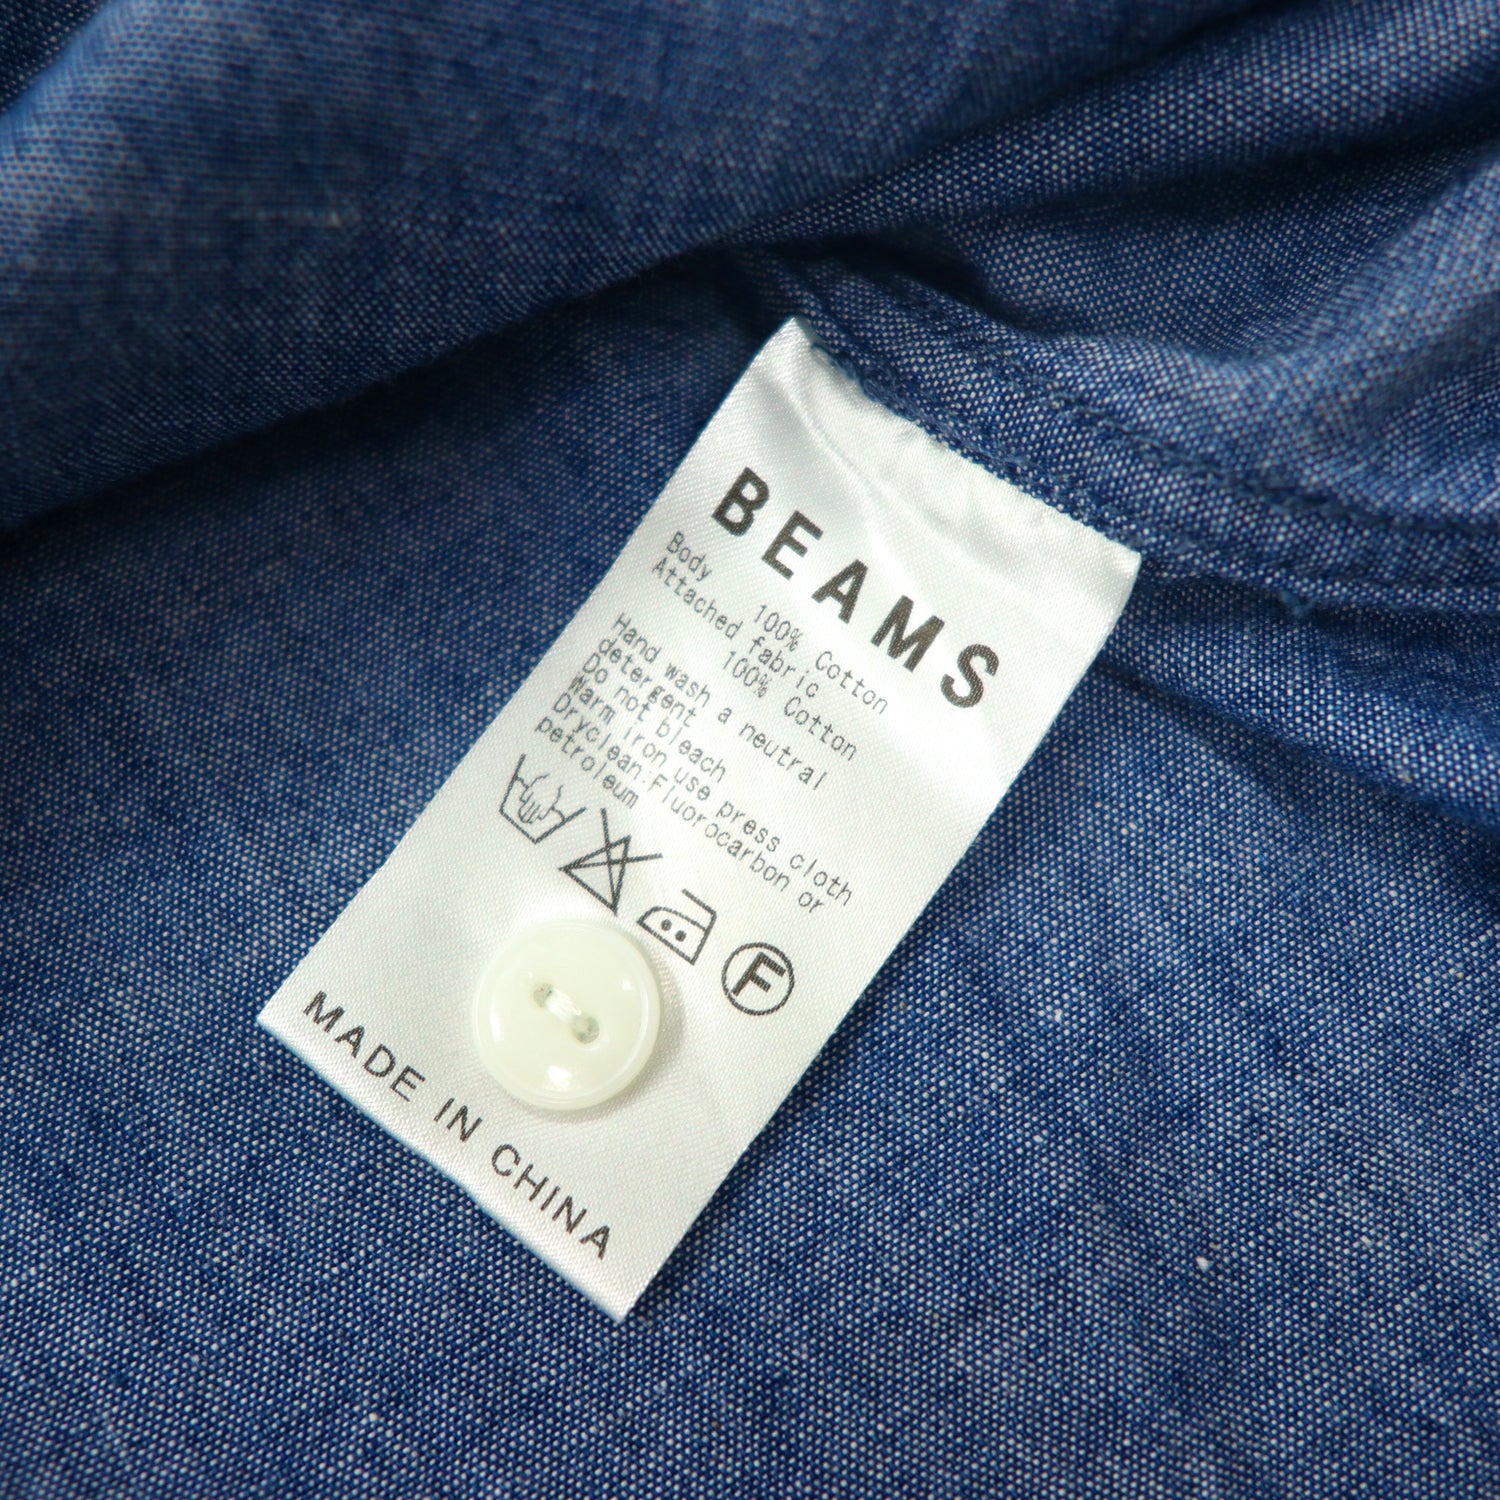 BEAMS
Body 100% Cotton
Attached fabric
100% Cotton
Hand wash a neutral
detergent
Do not bleach
Warm iron use press cloth
Dryclean:Fluorocarbon or
petroleum
F
MADE IN CHINA